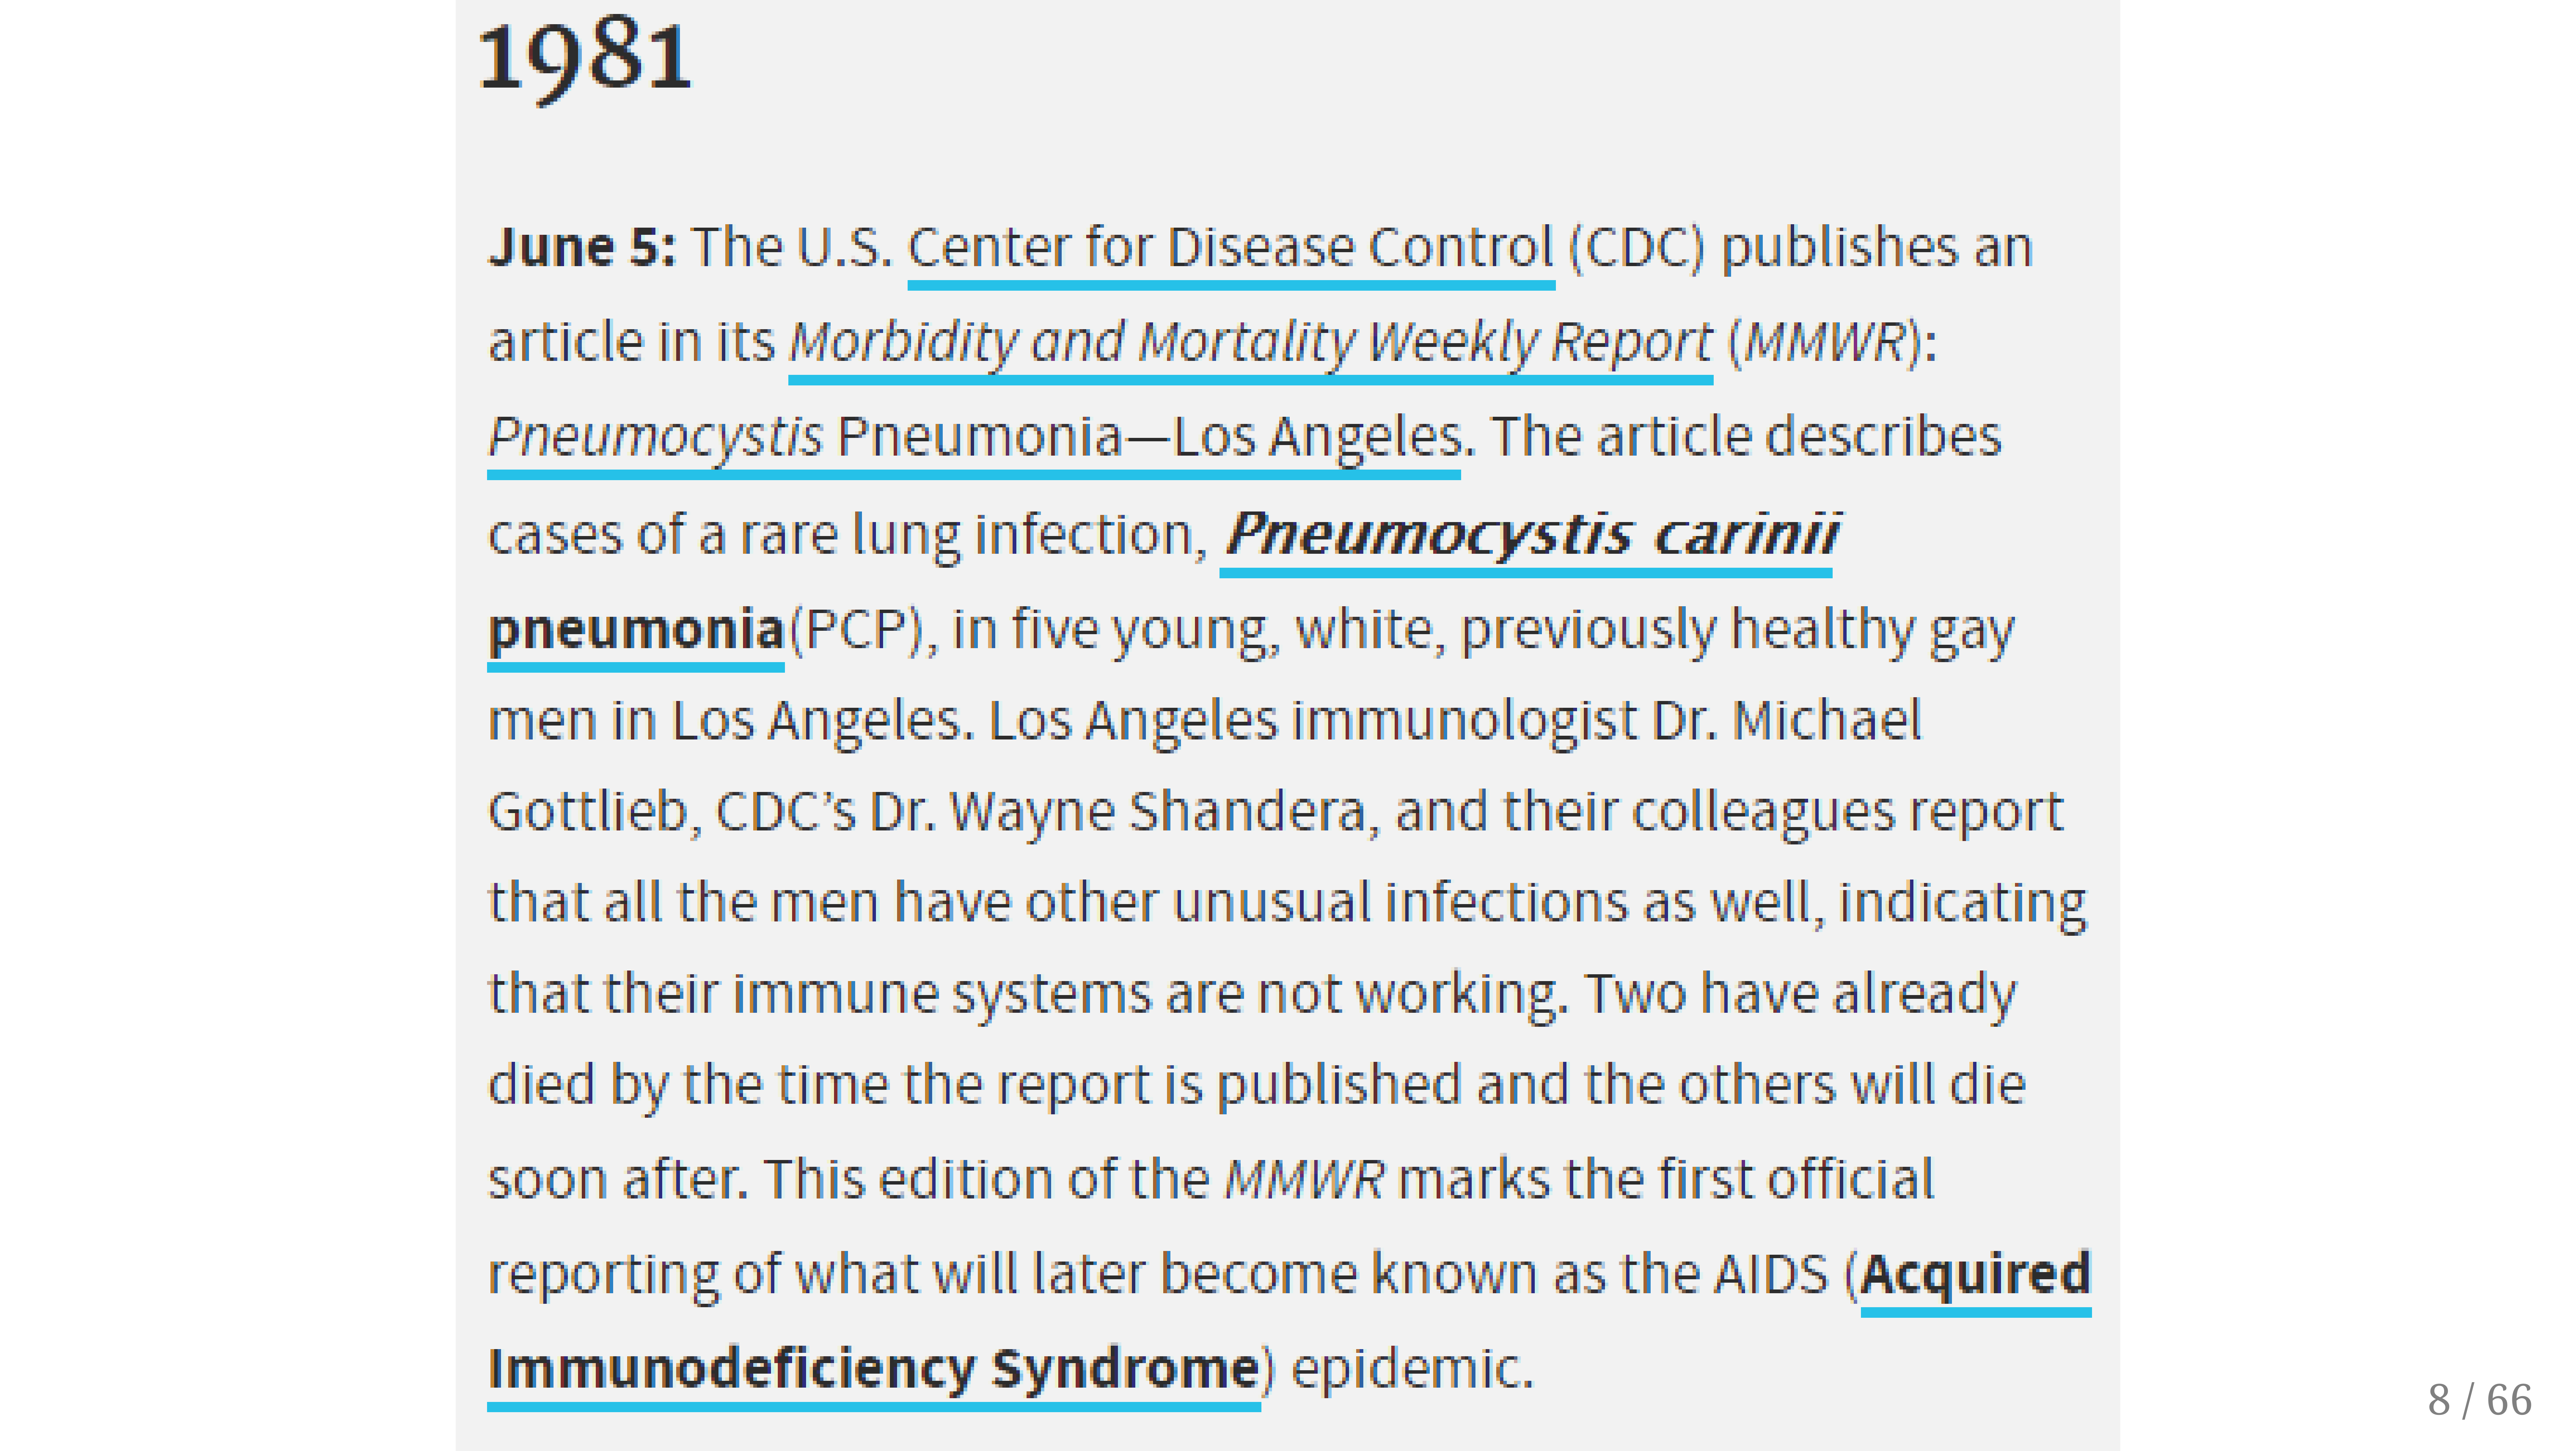 1981
June 5: The U.S. Center for Disease Control (CDC) publishes an
article in its Morbidity and Mortality Weekly Report (MMWR):
Pneumocystis Pneumonia—Los Angeles. The article describes
cases of a rare lung infection, Pneumocystis carinii
pneumonia(PCP), in five young, white, previously healthy gay
men in Los Angeles. Los Angeles immunologist Dr. Michael
Gottlieb, CDC’s Dr. Wayne Shandera, and their colleagues report
that all the men have other unusual infections as well, indicating
that their immune systems are not working. Two have already
died by the time the report is published and the others will die
soon after. This edition of the MMWR marks the first official
reporting of what will later become known as the AIDS (Acquired
Immunodeficiency Syndrome) epidemic.
8 / 66